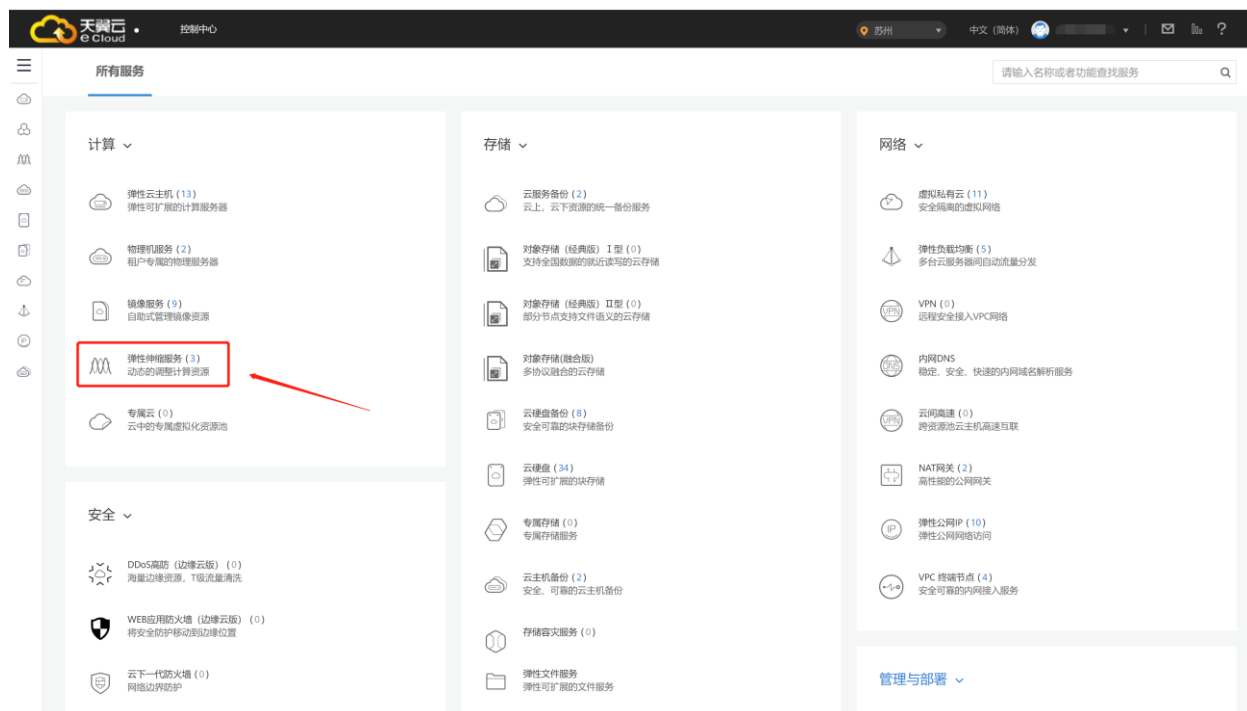 天翼云
e Cloud
控制中心
苏州
中文（简体）
所有服务
请输入名称或者功能查找服务
计算
弹性云主机 (13)
弹性可扩展的计算服务器
物理机服务 (2)
租户专属的物理服务器
镜像服务 (9)
自助式管理镜像资源
弹性伸缩服务 (3)
动态的调整计算资源
专属云 (0)
云中的专属虚拟化资源池
安全
DDoS高防（边缘云版）(0)
海量边缘资源，T级流量清洗
WEB应用防火墙（边缘云版）(0)
将安全防护移动到边缘位置
云下一代防火墙 (0)
网络边界防护
存储
云服务备份 (2)
云上、云下资源的统一备份服务
对象存储（经典版）I型 (0)
支持全国数据的就近读写的云存储
对象存储（经典版）II型 (0)
部分节点支持文件语义的云存储
对象存储(融合版)
多协议融合的云存储
云硬盘备份 (8)
安全可靠的块存储备份
云硬盘 (34)
弹性可扩展的块存储
专属存储 (0)
专属存储服务
云主机备份 (2)
安全、可靠的云主机备份
存储容灾服务 (0)
弹性文件服务
弹性可扩展的文件服务
网络
虚拟私有云 (11)
安全隔离的虚拟网络
弹性负载均衡 (5)
多台云服务器间自动流量分发
VPN (0)
远程安全接入VPC网络
内网DNS
稳定、安全、快速的内网域名解析服务
云间高速 (0)
跨资源池云主机高速互联
NAT网关 (2)
高性能的公网网关
弹性公网IP (10)
弹性公网网络访问
VPC 终端节点 (4)
安全可靠的内网接入服务
管理与部署